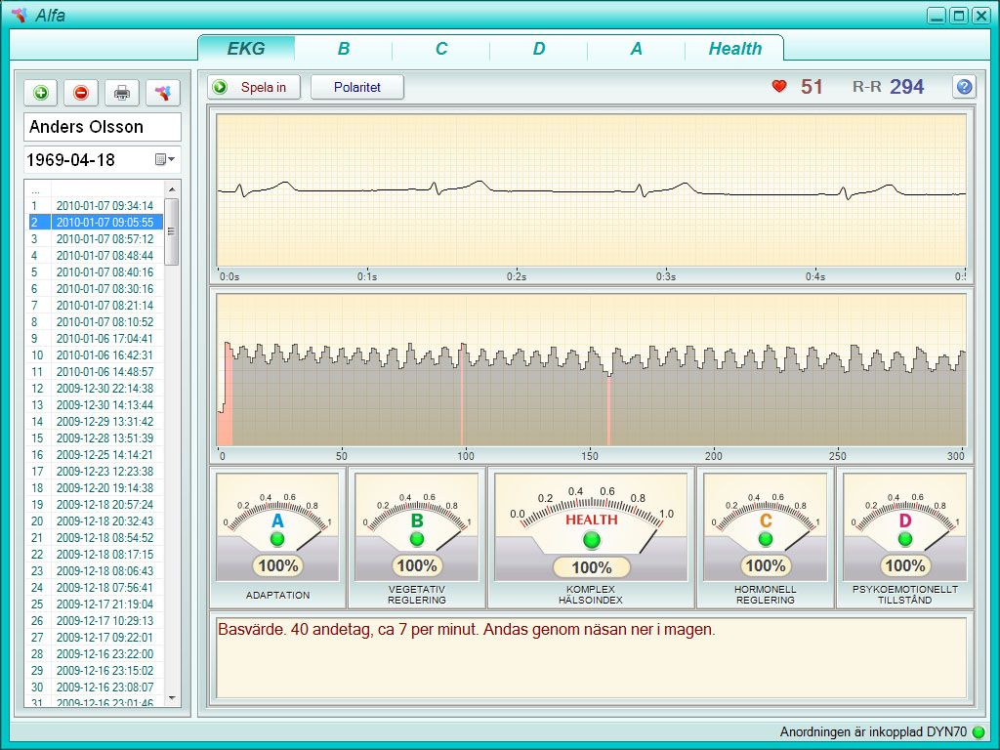 Alfa
EKG B C D A Health
Spela in Polaritet 51 R-R 294 ?
Anders Olsson
1969-04-18
...
1 2010-01-07 09:34:14
2 2010-01-07 09:05:55
3 2010-01-07 08:57:12
4 2010-01-07 08:48:44
5 2010-01-07 08:40:16
6 2010-01-07 08:30:16
7 2010-01-07 08:21:14
8 2010-01-07 08:10:52
9 2010-01-06 17:04:41
10 2010-01-06 16:42:31
11 2010-01-06 14:48:57
12 2009-12-30 22:14:38
13 2009-12-30 14:13:44
14 2009-12-29 13:31:42
15 2009-12-28 13:51:39
16 2009-12-25 14:14:21
17 2009-12-23 12:23:38
18 2009-12-20 19:14:38
19 2009-12-18 20:57:24
20 2009-12-18 20:32:43
21 2009-12-18 08:54:52
22 2009-12-18 08:17:15
23 2009-12-18 08:06:43
24 2009-12-18 07:56:41
25 2009-12-17 21:19:04
26 2009-12-17 10:29:13
27 2009-12-17 09:22:01
28 2009-12-16 23:22:00
29 2009-12-16 23:15:02
30 2009-12-16 23:08:07
31 2009-12-16 23:01:46
0:0s 0:1s 0:2s 0:3s 0:4s
0 50 100 150 200 250 300
0 0.2 0.4 0.6 0.8 1
A
100%
ADAPTATION
0 0.2 0.4 0.6 0.8 1
B
100%
VEGETATIV
REGLERING
0.0 0.2 0.4 0.6 0.8 1.0
HEALTH
100%
KOMPLEX
HÄLSOINDEX
0 0.2 0.4 0.6 0.8 1
C
100%
HORMONELL
REGLERING
0 0.2 0.4 0.6 0.8 1
D
100%
PSYKOEMOTIONELLT
TILLSTÅND
Basvärde. 40 andetag, ca 7 per minut. Andas genom näsan ner i magen.
Anordningen är inkopplad DYN70